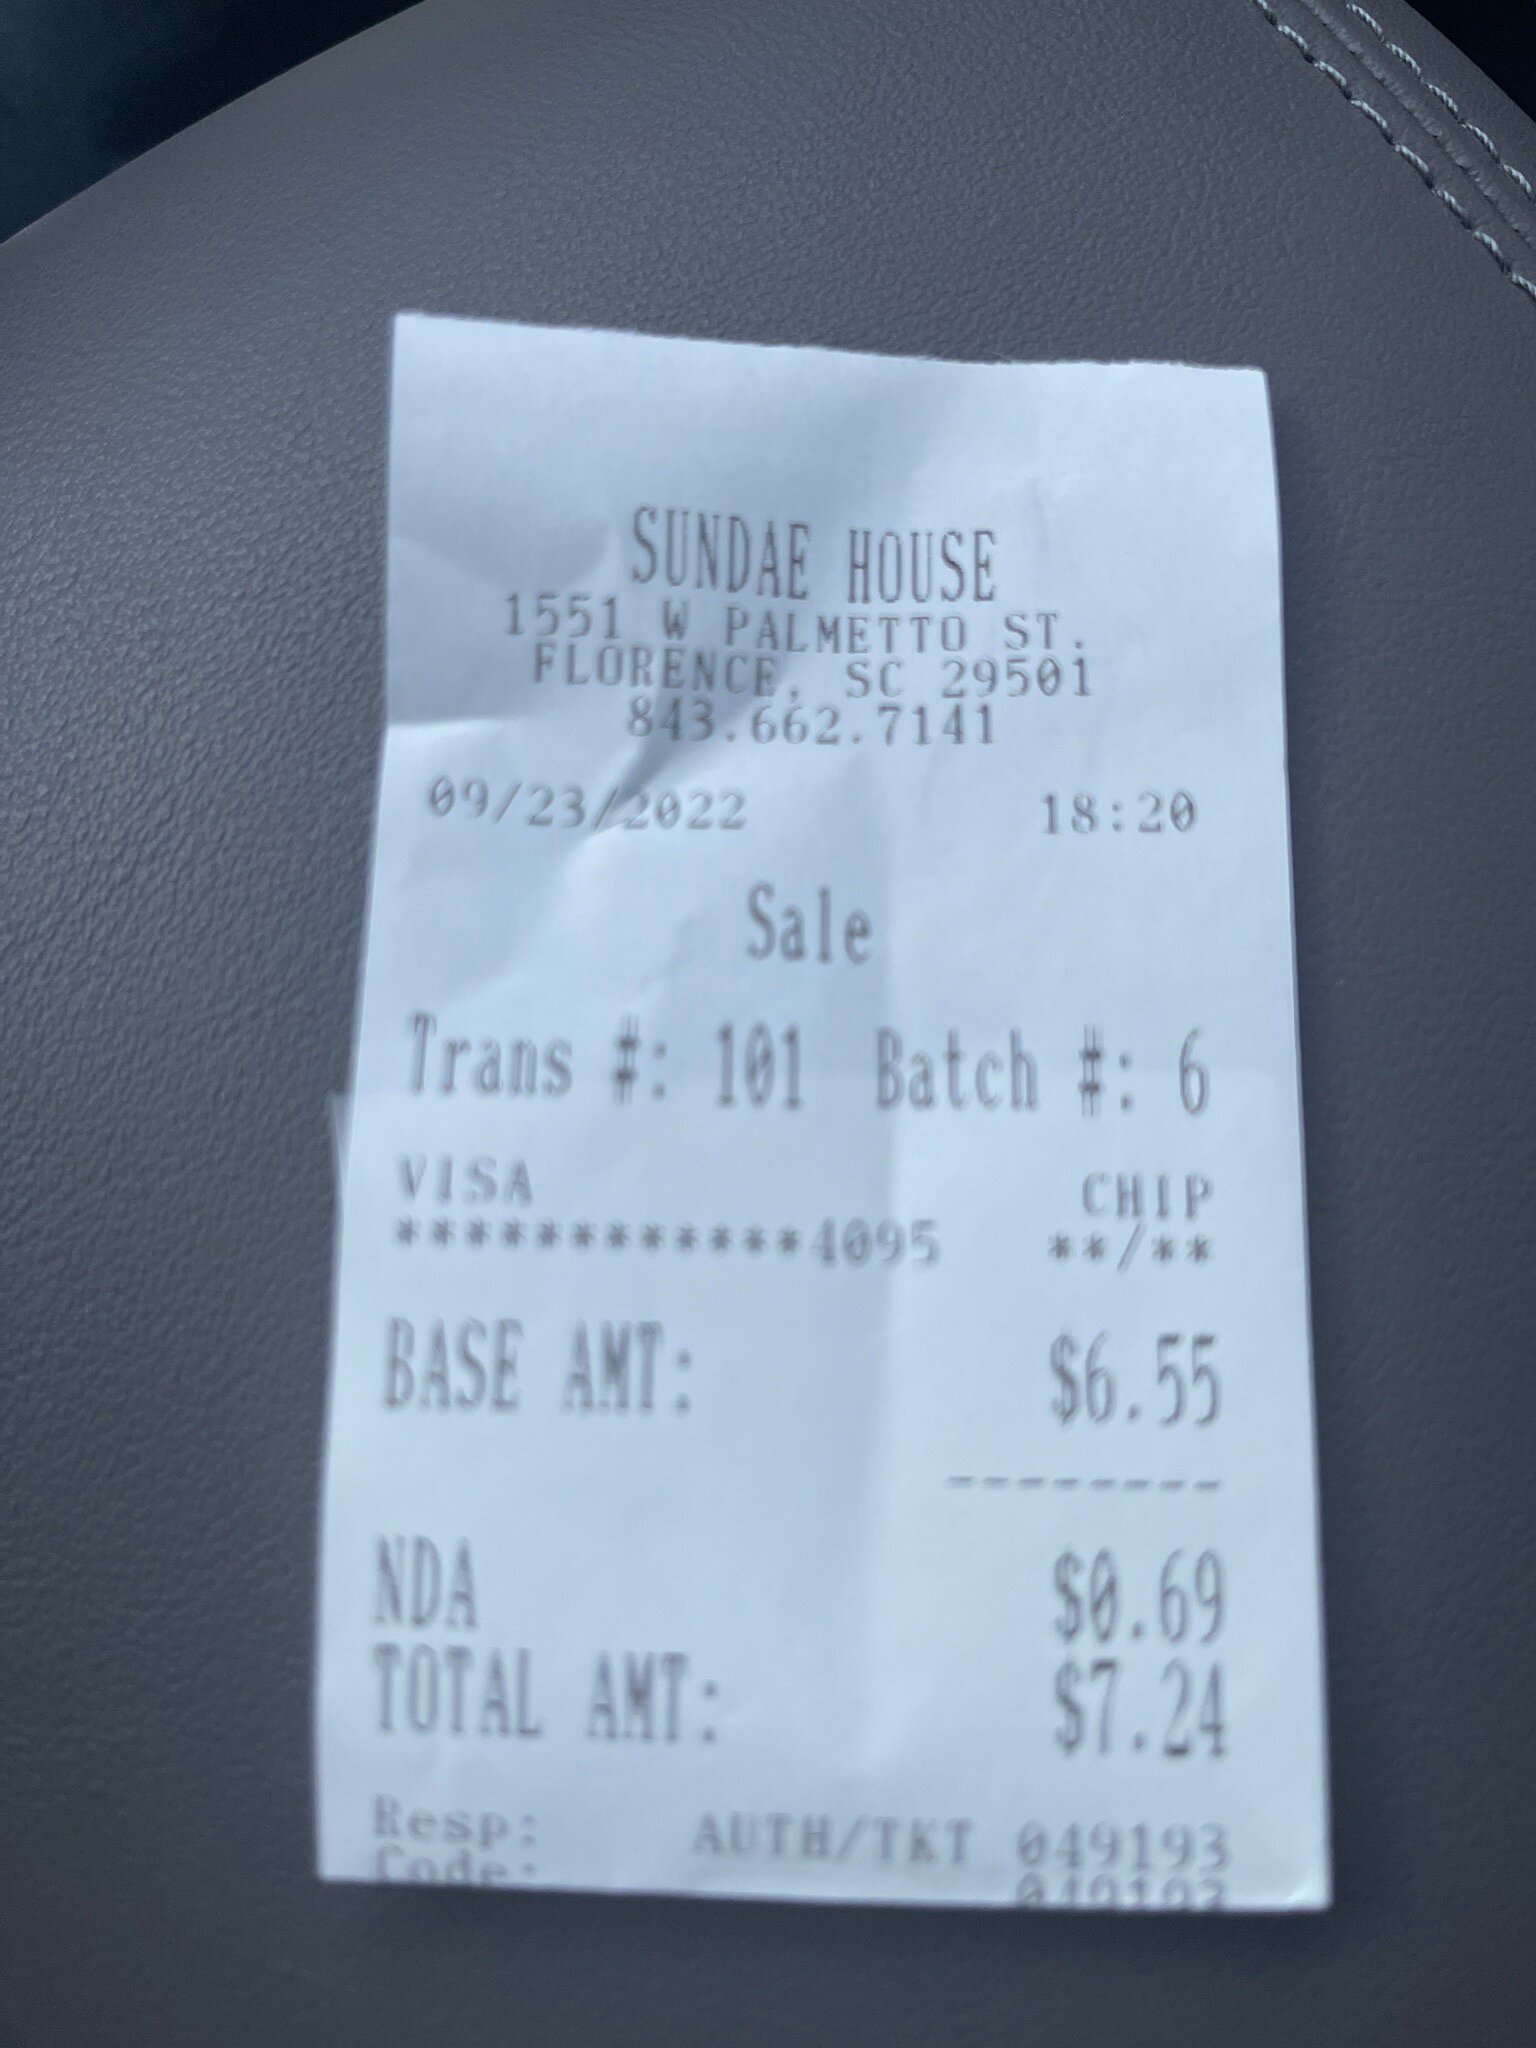 SUNDAE HOUSE
1551 W PALMETTO ST.
FLORENCE, SC 29501
843.662.7141
09/23/2022 18:20
Sale
Trans #: 101 Batch #: 6
VISA CHIP
************4095 **/**
BASE AMT: $6.55
--------
NDA $0.69
TOTAL AMT: $7.24
Resp: AUTH/TKT 049193
Code: 049193